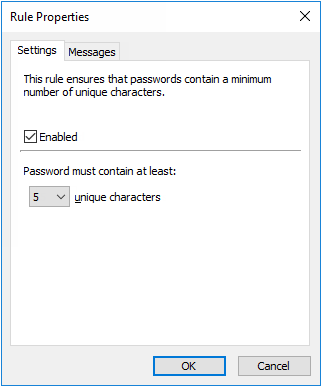 Rule Properties
Settings
Messages
This rule ensures that passwords contain a minimum
number of unique characters.
Enabled
Password must contain at least:
5 unique characters
OK
Cancel